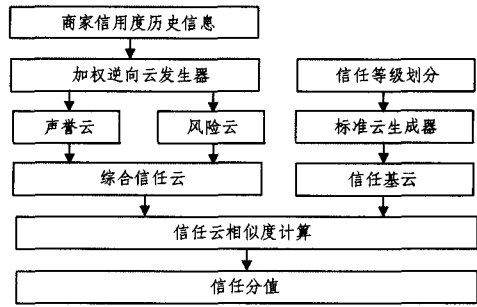 商家信用度历史信息
加权逆向云发生器
信任等级划分
声誉云
风险云
标准云生成器
综合信任云
信任基云
信任云相似度计算
信任分值